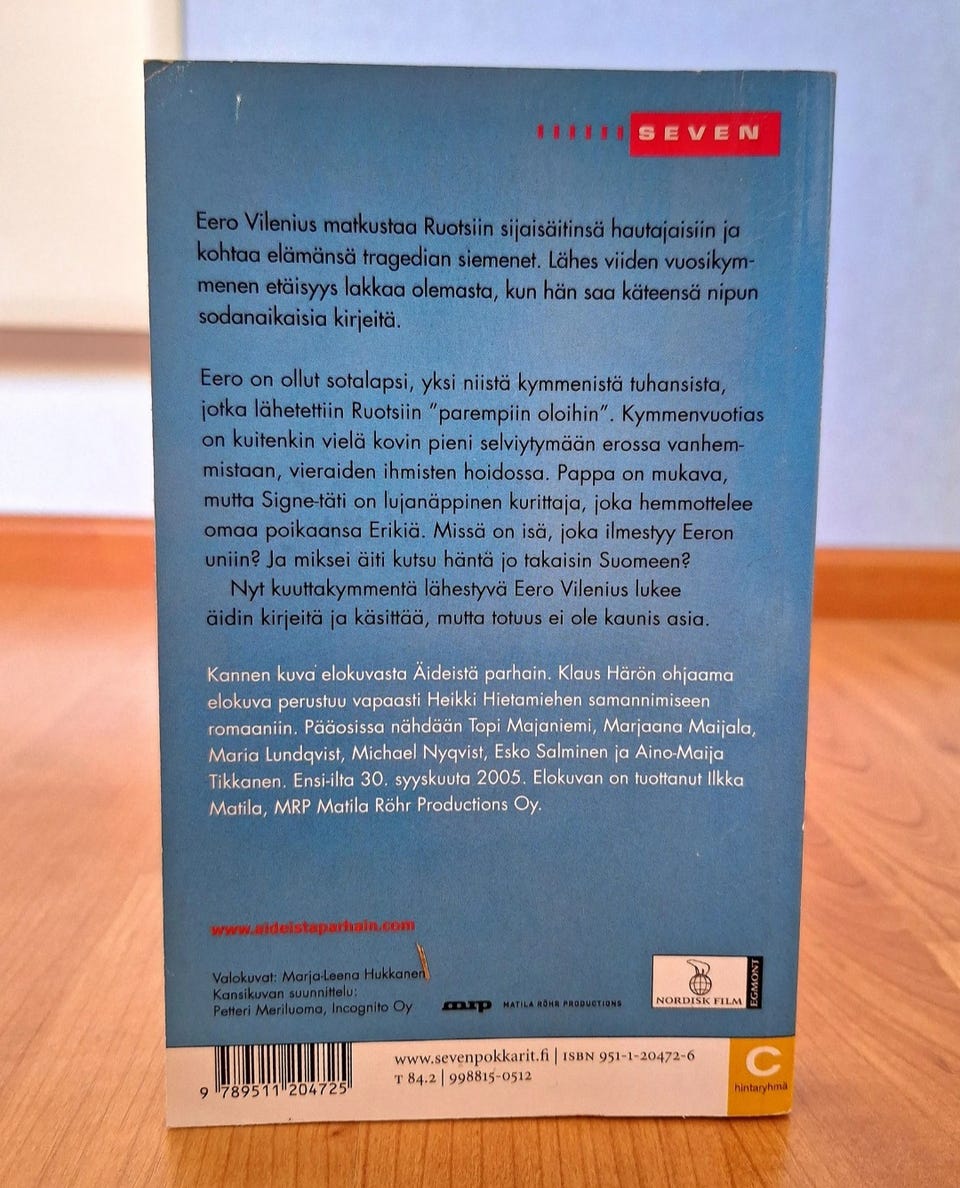 SEVEN
Eero Vilenius matkustaa Ruotsiin sijaisäitinsä hautajaisiin ja
kohtaa elämänsä tragedian siemenet. Lähes viiden vuosikym-
menen etäisyys lakkaa olemasta, kun hän saa käteensä nipun
sodanaikaisia kirjeitä.
Eero on ollut sotalapsi, yksi niistä kymmenistä tuhansista,
jotka lähetettiin Ruotsiin ”parempiin oloihin”. Kymmenvuotias
on kuitenkin vielä kovin pieni selviytymään erossa vanhem-
mistaan, vieraiden ihmisten hoidossa. Pappa on mukava,
mutta Signe-täti on lujanäppinen kurittaja, joka hemmottelee
omaa poikaansa Erikiä. Missä on isä, joka ilmestyy Eeron
uniin? Ja miksei äiti kutsu häntä jo takaisin Suomeen?
Nyt kuuttakymmentä lähestyvä Eero Vilenius lukee
äidin kirjeitä ja käsittää, mutta totuus ei ole kaunis asia.
Kannen kuva elokuvasta Äideistä parhain. Klaus Härön ohjaama
elokuva perustuu vapaasti Heikki Hietamiehen samannimiseen
romaaniin. Pääosissa nähdään Topi Majaniemi, Marjaana Maijala,
Maria Lundqvist, Michael Nyqvist, Esko Salminen ja Aino-Maija
Tikkanen. Ensi-ilta 30. syyskuuta 2005. Elokuvan on tuottanut Ilkka
Matila, MRP Matila Röhr Productions Oy.
www.aideistaparhain.com
Valokuvat: Marja-Leena Hukkanen
Kansikuvan suunnittelu:
Petteri Meriluoma, Incognito Oy
mrp MATILA RÖHR PRODUCTIONS
NORDISK FILM
EGMONT
www.sevenpokkarit.fi | ISBN 951-1-20472-6
T 84.2 | 998815-0512
9 789511 204725
C
hintaryhmä